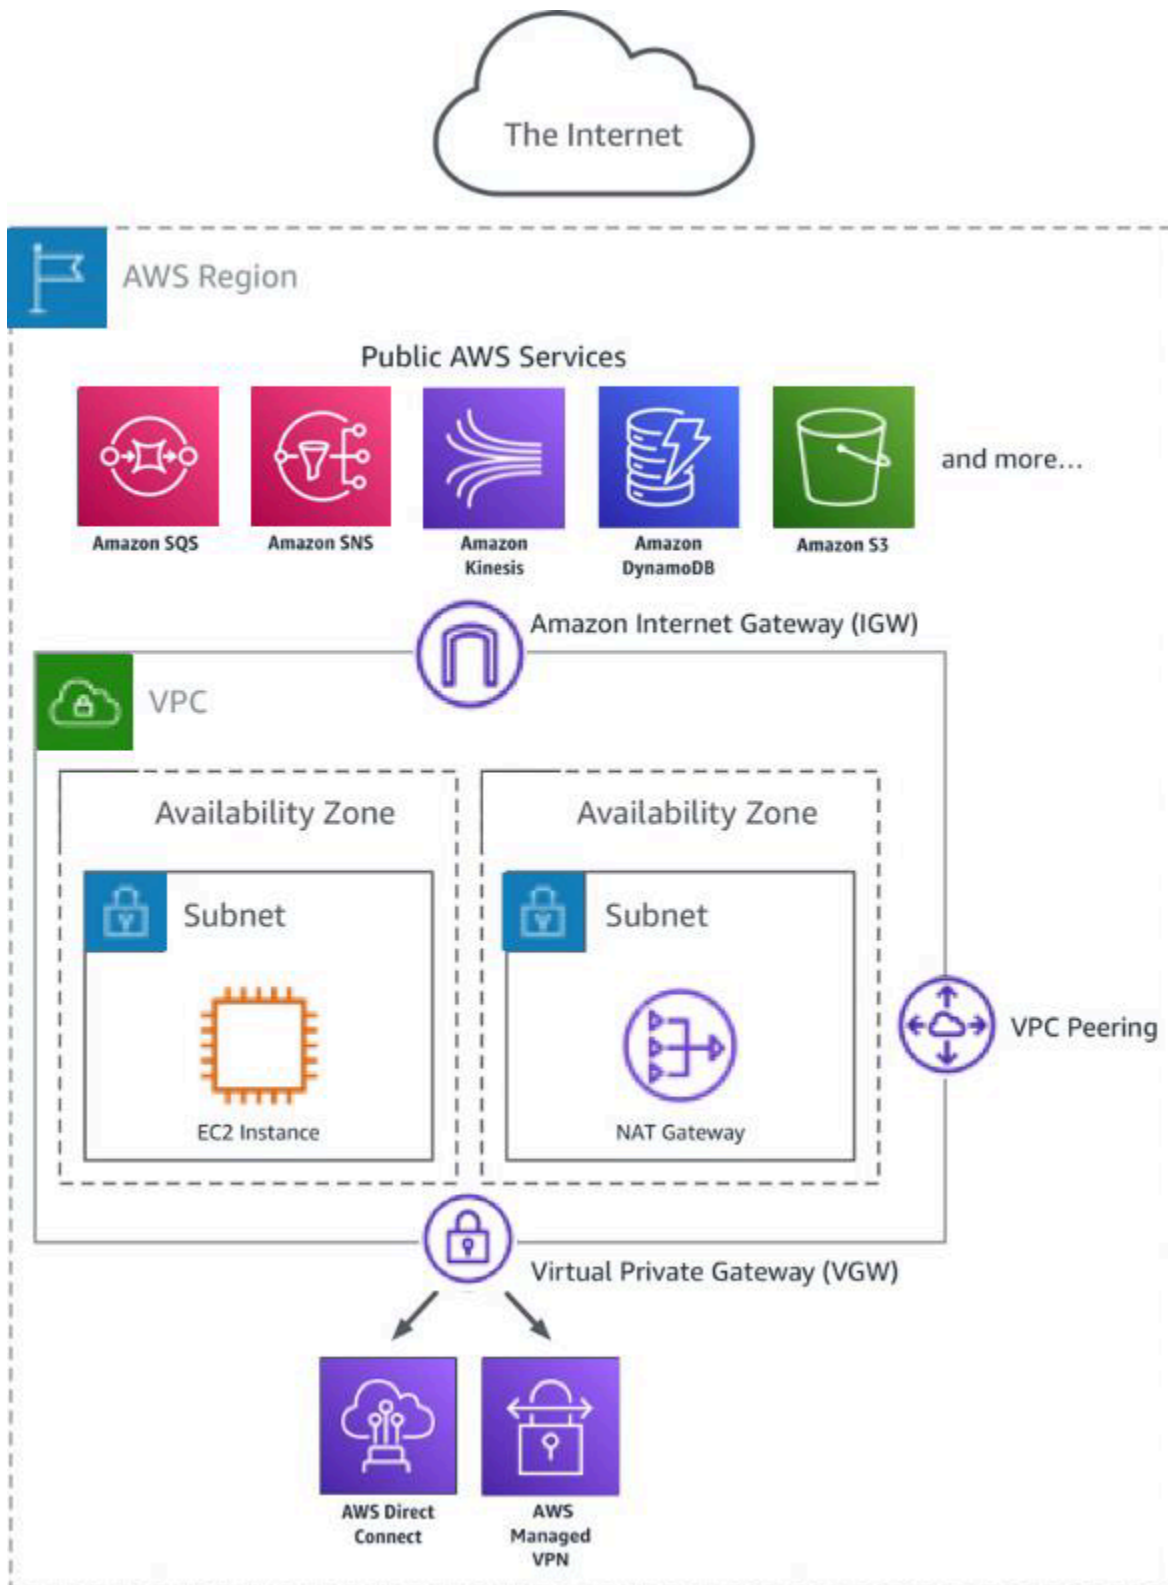 The Internet
AWS Region
Public AWS Services
Amazon SQS
Amazon SNS
Amazon
Kinesis
Amazon
DynamoDB
Amazon S3
and more...
Amazon Internet Gateway (IGW)
VPC
Availability Zone
Availability Zone
Subnet
Subnet
EC2 Instance
NAT Gateway
VPC Peering
Virtual Private Gateway (VGW)
AWS Direct
Connect
AWS
Managed
VPN